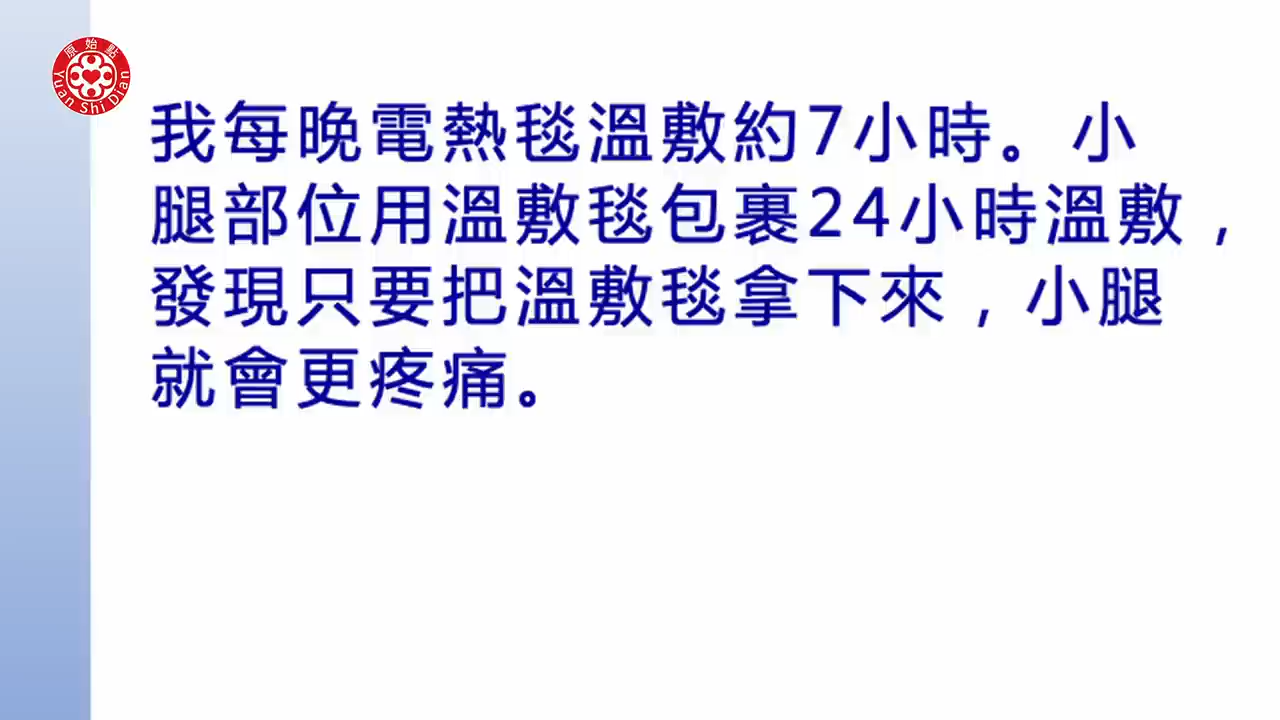 原始點
Yuan Shi Dian
我每晚電熱毯溫敷約7小時。小
腿部位用溫敷毯包裹24小時溫敷，
發現只要把溫敷毯拿下來，小腿
就會更疼痛。